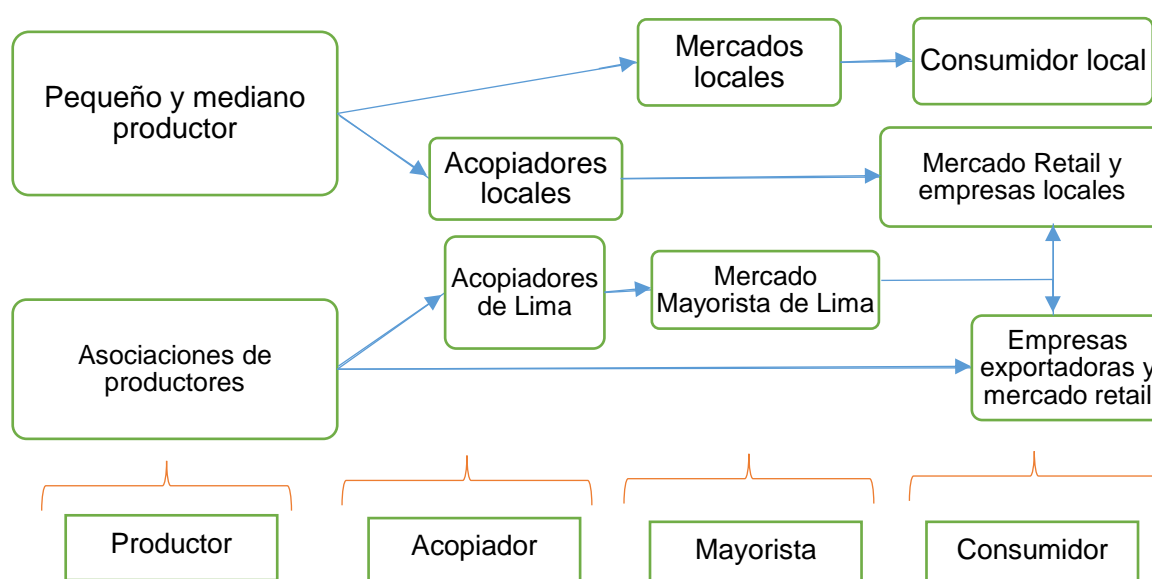 Pequeño y mediano
productor
Mercados
locales
Consumidor local
Acopiadores
locales
Mercado Retail y
empresas locales
Asociaciones de
productores
Acopiadores
de Lima
Mercado
Mayorista de Lima
Empresas
exportadoras y
mercado retail
Productor
Acopiador
Mayorista
Consumidor